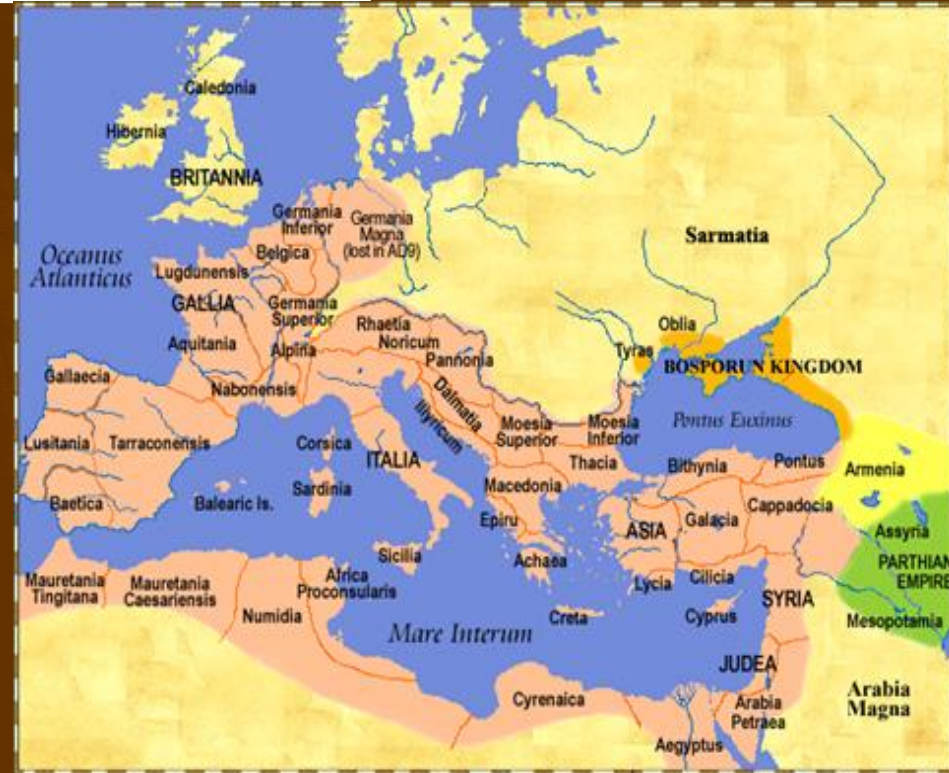 Caledonia
Hibernia
BRITANNIA
Germania
Inferior
Germania
Magna
(lost in AD9)
Belgica
Oceanus
Atlanticus
Lugdunensis
GALLIA
Germania
Superior
Sarmatia
Rhaetia
Noricum
Pannonia
Aquitania
Alpina
Oblia
Tyras
BOSPORUN KINGDOM
Gallaecia
Nabonensis
Dalmatia
Illyricum
Moesia
Superior
Moesia
Inferior
Pontus Euxinus
Lusitania
Tarraconensis
Corsica
ITALIA
Thacia
Bithynia
Pontus
Armenia
Baetica
Balearic Is.
Sardinia
Macedonia
Cappadocia
Epiru
ASIA
Galacia
Assyria
Sicilia
Achaea
PARTHIAN
EMPIRE
Mauretania
Tingitana
Mauretania
Caesariensis
Africa
Proconsularis
Lycia
Cilicia
SYRIA
Numidia
Creta
Cyprus
Mesopotamia
Mare Interum
JUDEA
Cyrenaica
Arabia
Petraea
Arabia
Magna
Aegyptus